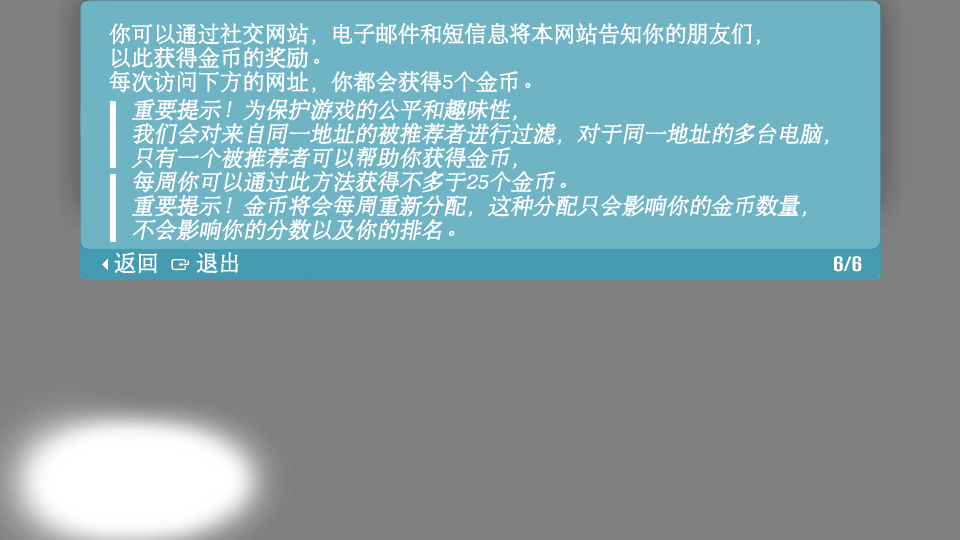 你可以通过社交网站，电子邮件和短信息将本网站告知你的朋友们，
以此获得金币的奖励。
每次访问下方的网址，你都会获得5个金币。
重要提示！为保护游戏的公平和趣味性，
我们会对来自同一地址的被推荐者进行过滤，对于同一地址的多台电脑，
只有一个被推荐者可以帮助你获得金币，
每周你可以通过此方法获得不多于25个金币。
重要提示！金币将会每周重新分配，这种分配只会影响你的金币数量，
不会影响你的分数以及你的排名。
返回 退出 6/6